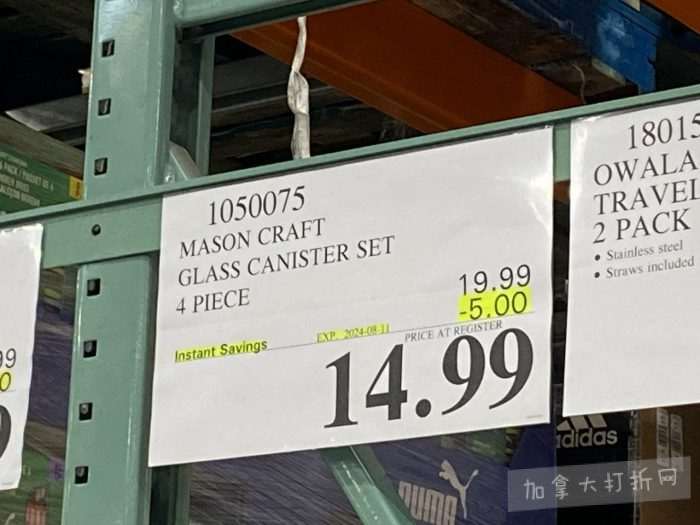 1050075
MASON CRAFT
GLASS CANISTER SET
4 PIECE
19.99
-5.00
Instant Savings
EXP. 2024-08-11
PRICE AT REGISTER
14.99
18015
OWALA
TRAVEL
2 PACK
• Stainless steel
• Straws included
adidas
PUMA
加拿大打折网